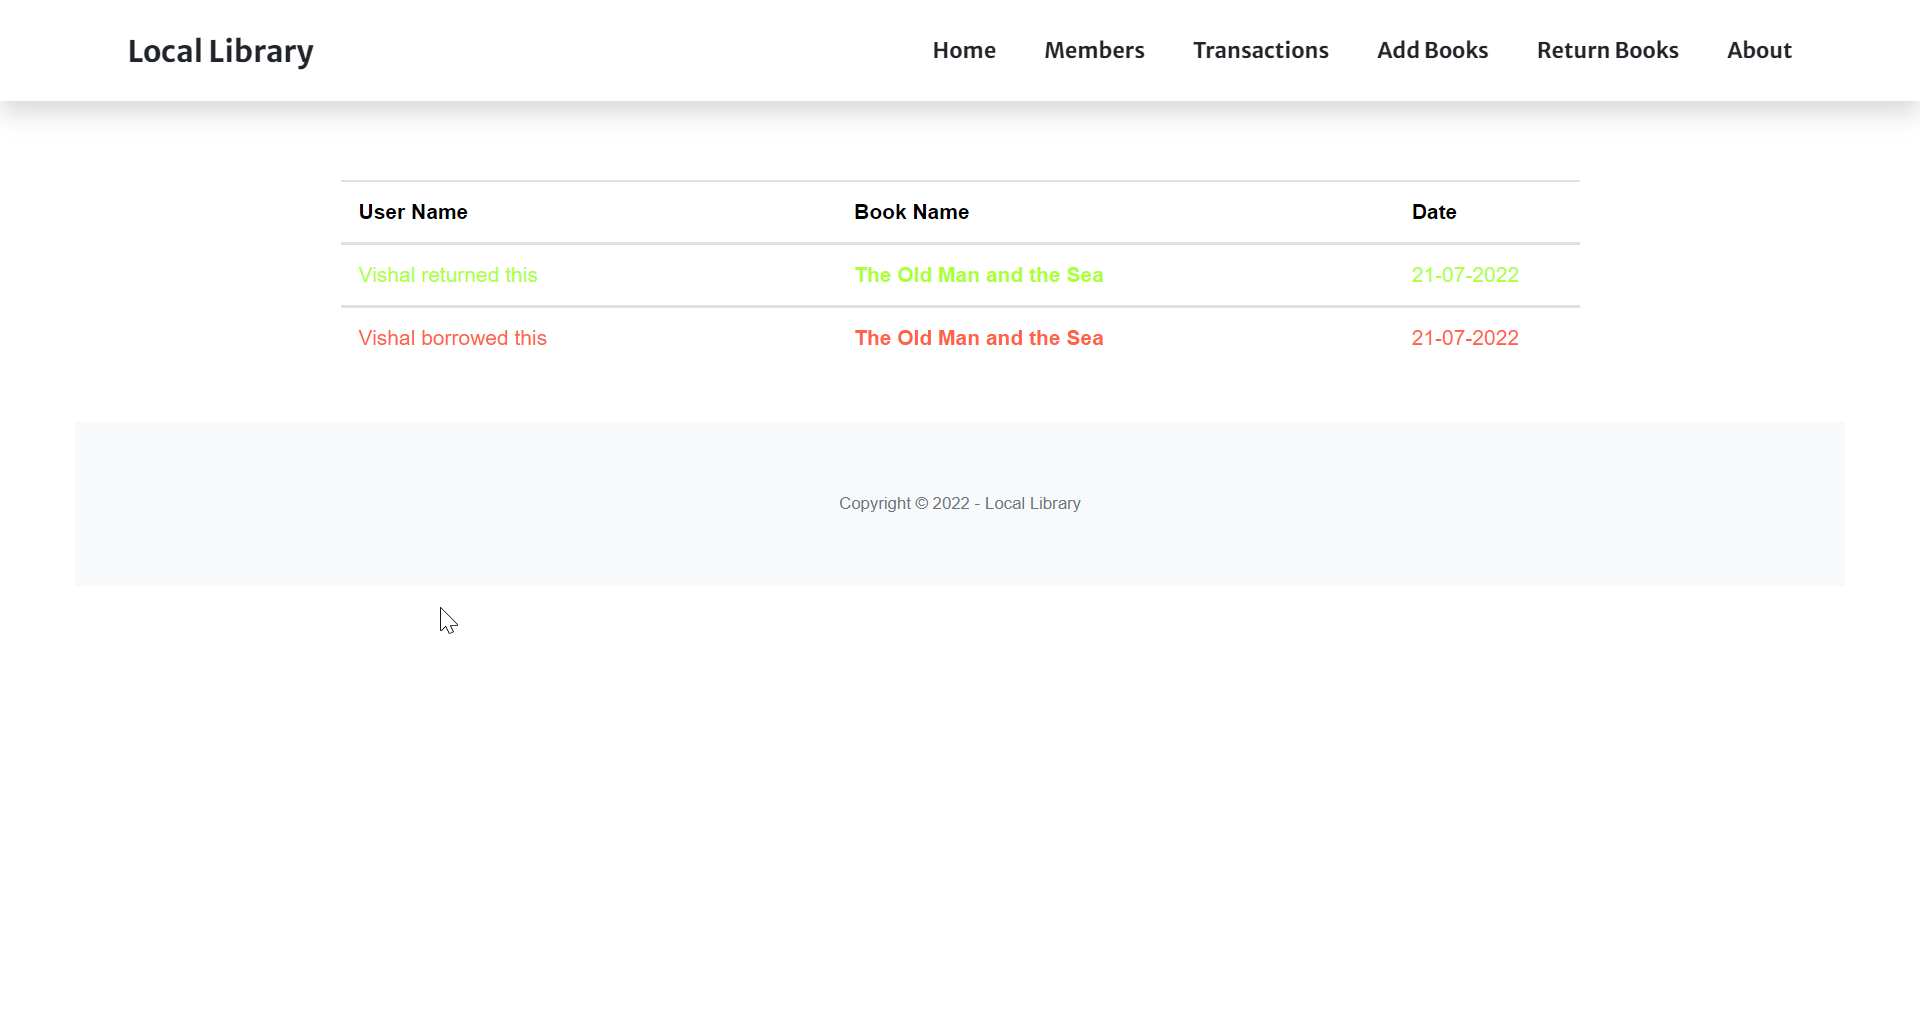 Local Library Home Members Transactions Add Books Return Books About
User Name Book Name Date
Vishal returned this The Old Man and the Sea 21-07-2022
Vishal borrowed this The Old Man and the Sea 21-07-2022
Copyright © 2022 - Local Library